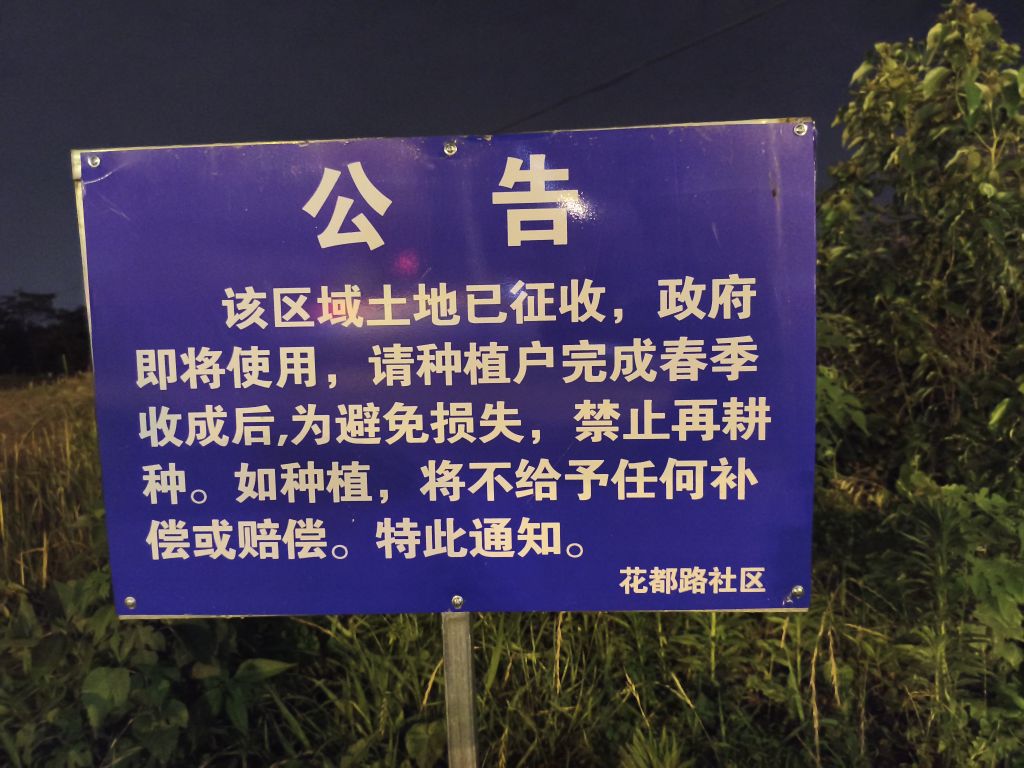 公告
该区域土地已征收，政府
即将使用，请种植户完成春季
收成后,为避免损失，禁止再耕
种。如种植，将不给予任何补
偿或赔偿。特此通知。
花都路社区